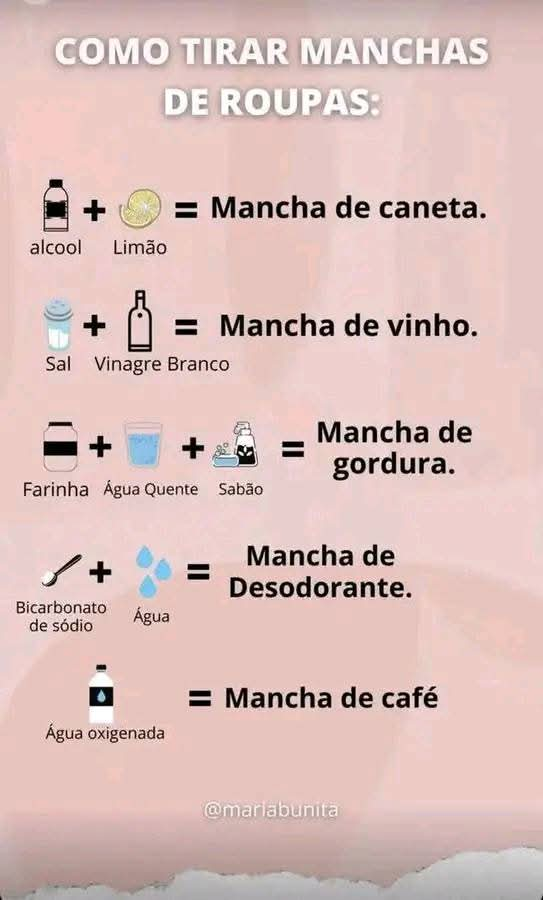 COMO TIRAR MANCHAS
DE ROUPAS:
+ = Mancha de caneta.
alcool Limão
+ = Mancha de vinho.
Sal Vinagre Branco
+ + = Mancha de
gordura.
Farinha Água Quente Sabão
+ = Mancha de
Desodorante.
Bicarbonato
de sódio
Água
= Mancha de café
Água oxigenada
@mariabunita